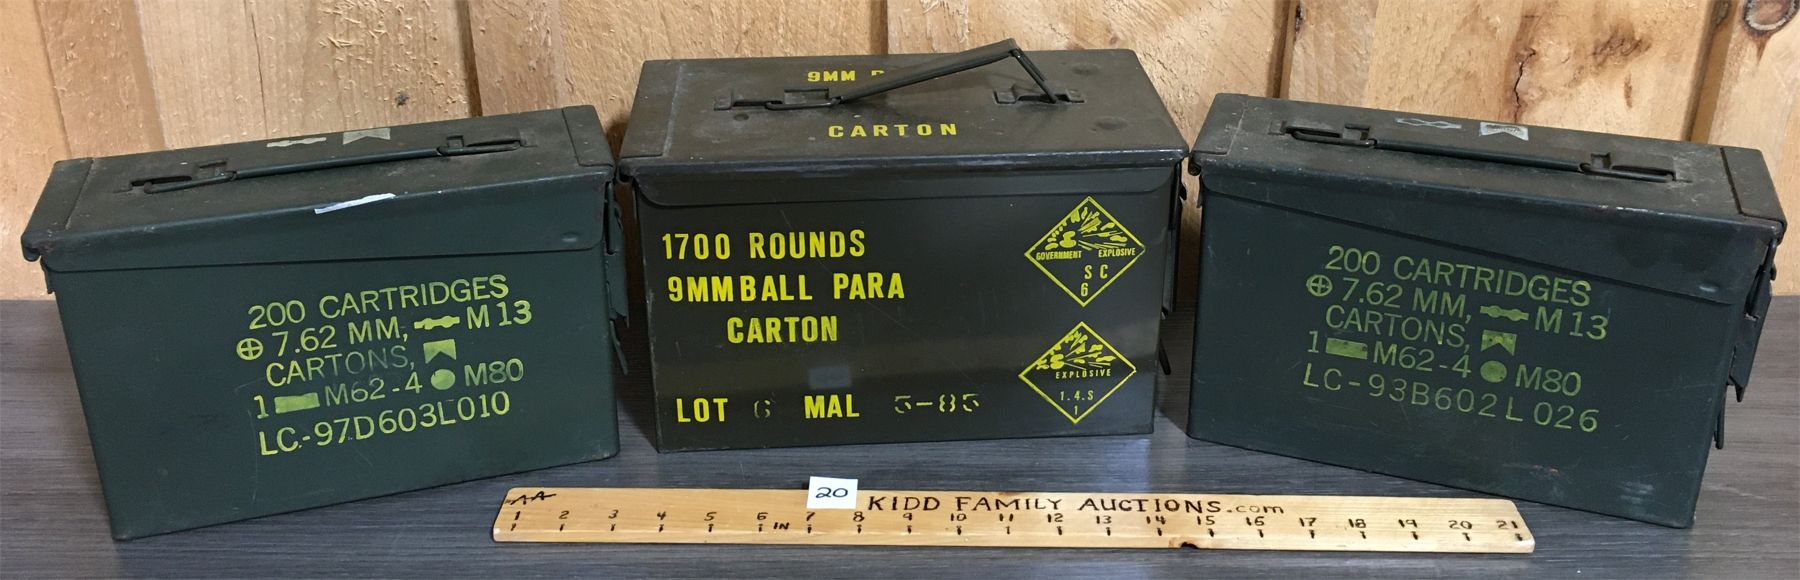 200 CARTRIDGES
7.62 MM, M 13
CARTONS,
1 M62-4 M80
LC-97D603L010
9MM
CARTON
1700 ROUNDS
9MM BALL PARA
CARTON
LOT 6 MAL 5-85
GOVERNMENT EXPLOSIVE
S C
6
EXPLOSIVE
1.4.S
1
200 CARTRIDGES
7.62 MM, M 13
CARTONS,
1 M62-4 M80
LC-93B602L026
AA 20 KIDD FAMILY AUCTIONS.com
1 2 3 4 5 6 IN 7 8 9 10 11 12 13 14 15 16 17 18 19 20 21